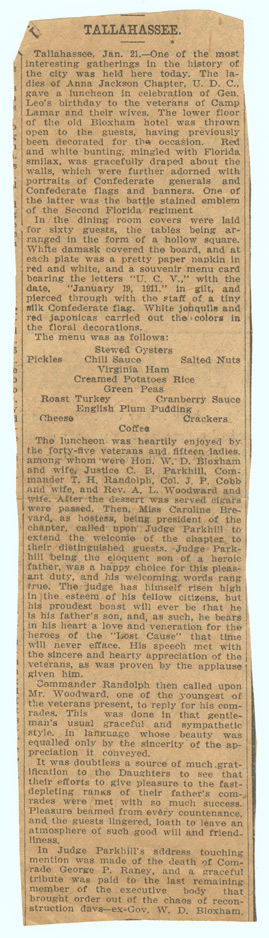 TALLAHASSEE.
Tallahassee, Jan. 21.—One of the most
interesting gatherings in the history of
the city was held here today. The la-
dies of Anna Jackson Chapter, U. D. C.,
gave a luncheon in celebration of Gen.
Lee's birthday to the veterans of Camp
Lamar and their wives. The lower floor
of the old Bloxham hotel was thrown
open to the guests, having previously
been decorated for the occasion. Red
and white bunting, mingled with Florida
smilax, was gracefully draped about the
walls, which were further adorned with
portraits of Confederate generals and
Confederate flags and banners. One of
the latter was the battle stained emblem
of the Second Florida regiment
In the dining room covers were laid
for sixty guests, the tables being ar-
ranged in the form of a hollow square.
White damask covered the board, and at
each plate was a pretty paper napkin in
red and white, and a souvenir menu card
bearing the letters "U. C. V.," with the
date, "January 19, 1911." in gilt, and
pierced through with the staff of a tiny
silk Confederate flag. White jonquils and
red japonicas carried out the colors in
the floral decorations.
The menu was as follows:
Stewed Oysters
Pickles Chili Sauce Salted Nuts
Virginia Ham
Creamed Potatoes Rice
Green Peas
Roast Turkey Cranberry Sauce
English Plum Pudding
Cheese Crackers
Coffee
The luncheon was heartily enjoyed by
the forty-five veterans and fifteen ladies,
among whom were Hon. W. D. Bloxham
and wife, Justice C. B. Parkhill, Com-
mander T. H. Randolph, Col. J. P. Cobb
and wife, and Rev. A. L. Woodward and
wife. After the dessert was served cigars
were passed. Then, Miss Caroline Bre-
vard, as hostess, being president of the
chapter, called upon Judge Parkhill to
extend the welcome of the chapter to
their distinguished guests. Judge Park-
hill being the eloquent son of a heroic
father, was a happy choice for this pleas-
ant duty, and his welcoming words rang
true. The judge has himself risen high
in the esteem of his fellow citizens, but
his proudest boast will ever be that he
is his father's son, and, as such, he bears
in his heart a love and veneration for the
heroes of the "Lost Cause" that time
will never efface. His speech met with
the sincere and hearty appreciation of the
veterans, as was proven by the applause
given him.
Commander Randolph then called upon
Mr. Woodward, one of the youngest of
the veterans present, to reply for his com-
rades. This was done in that gentle-
man's usual graceful and sympathetic
style, in language whose beauty was
equalled only by the sincerity of the ap-
preciation it conveyed.
It was doubtless a source of much grat-
ification to the Daughters to see that
their efforts to give pleasure to the fast-
depleting ranks of their father's com-
rades were met with so much success.
Pleasure beamed from every countenance,
and the guests lingered, loath to leave an
atmosphere of such good will and friend-
liness.
In Judge Parkhill's address touching
mention was made of the death of Com-
rade George P. Raney, and a graceful
tribute was paid to the last remaining
member of the executive body that
brought order out of the chaos of recon-
struction days—ex-Gov. W. D. Bloxham.